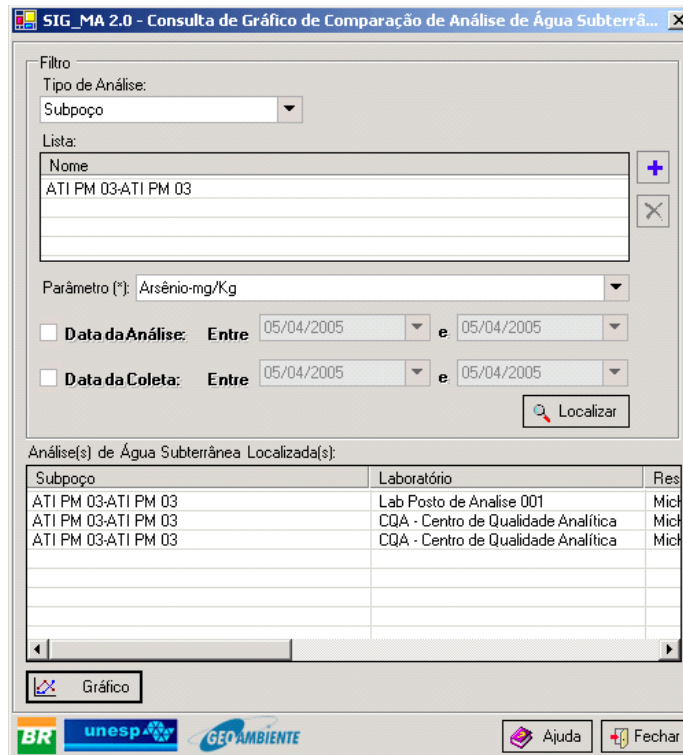 SIG_MA 2.0 - Consulta de Gráfico de Comparação de Análise de Água Subterrâ...
Filtro
Tipo de Análise:
Subpoço
Lista:
Nome
ATI PM 03-ATI PM 03
Parâmetro (*): Arsênio-mg/Kg
Data da Análise: Entre 05/04/2005 e 05/04/2005
Data da Coleta: Entre 05/04/2005 e 05/04/2005
Localizar
Análise(s) de Água Subterrânea Localizada(s):
Subpoço Laboratório Res
ATI PM 03-ATI PM 03 Lab Posto de Analise 001 Mich
ATI PM 03-ATI PM 03 CQA - Centro de Qualidade Analítica Mich
ATI PM 03-ATI PM 03 CQA - Centro de Qualidade Analítica Mich
Gráfico
BR unesp GEOAMBIENTE Ajuda Fechar